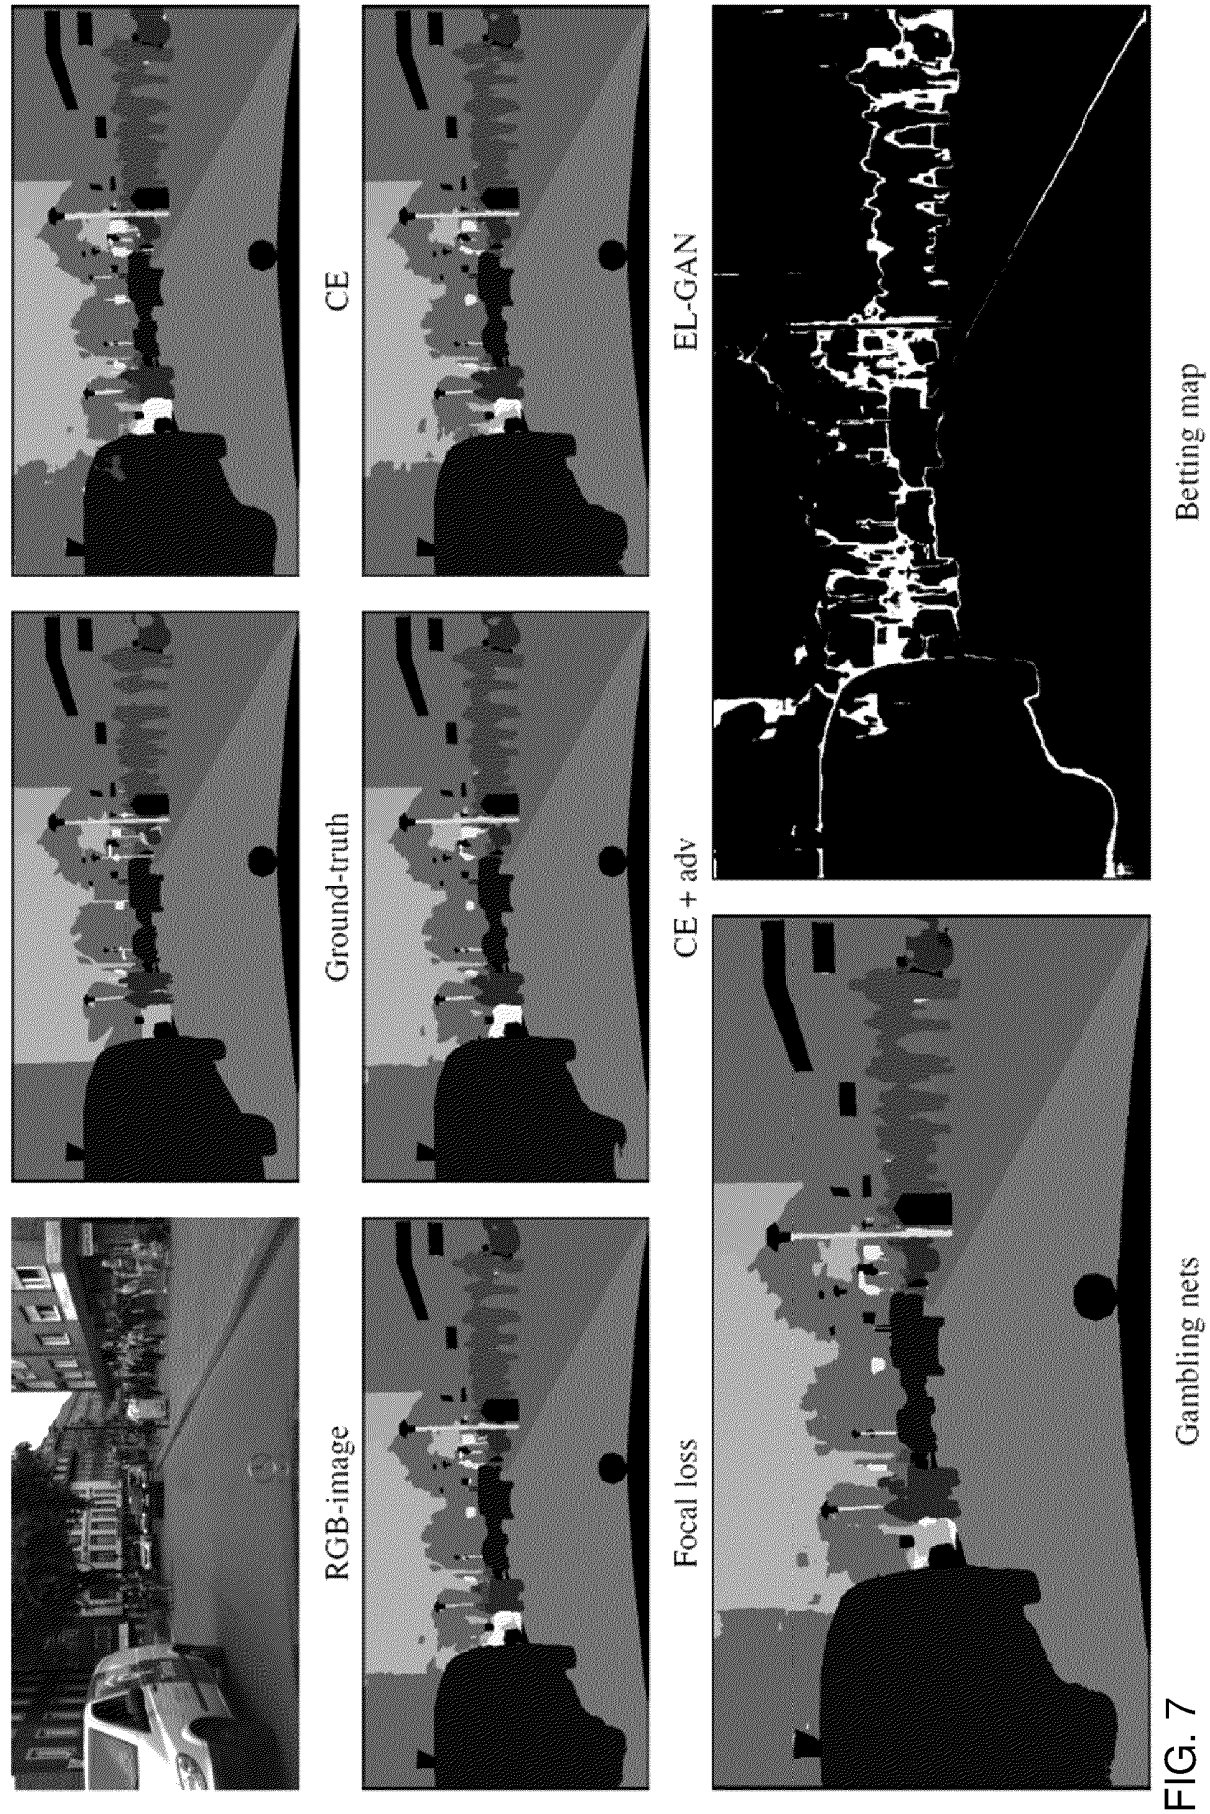 RGB-image
Ground-truth
CE
Focal loss
CE + adv
EL-GAN
Gambling nets
Betting map
FIG. 7